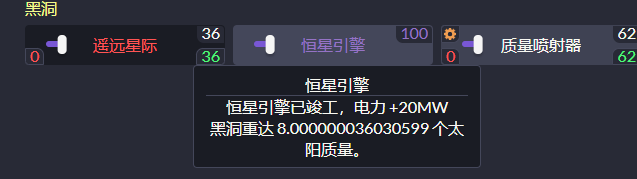 黑洞
遥远星际 36 恒星引擎 100 质量喷射器 62
0 36 0 62
恒星引擎
恒星引擎已竣工，电力 +20MW
黑洞重达 8.000000036030599 个太
阳质量。